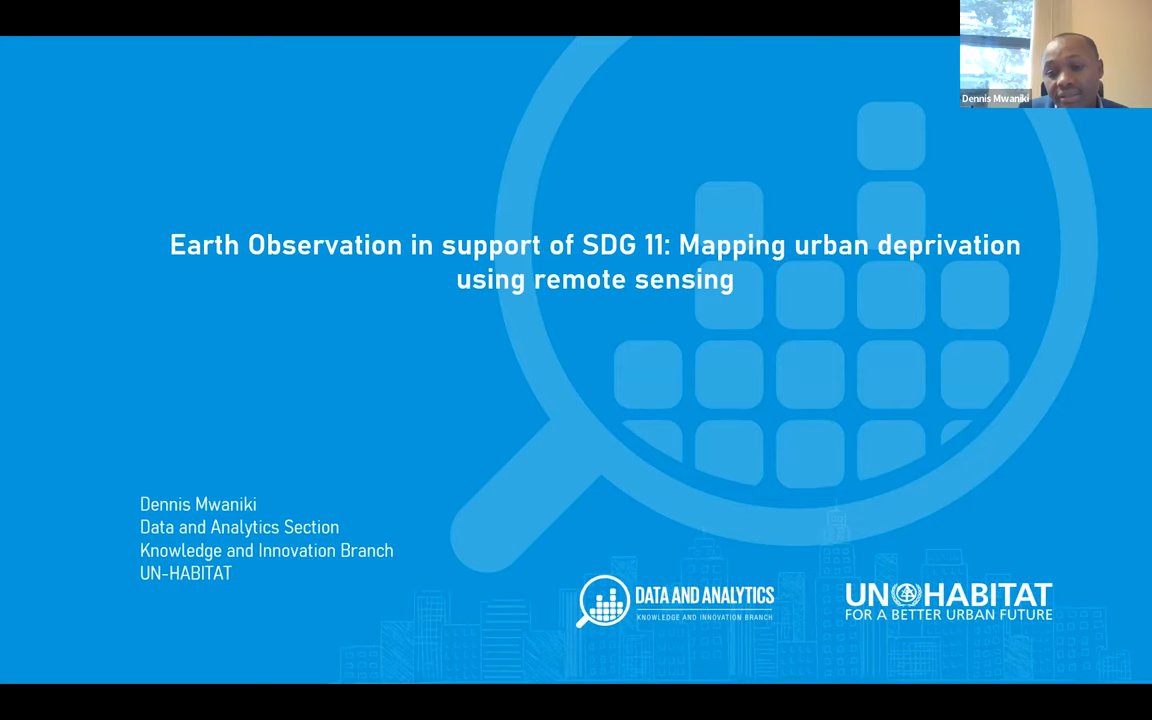 Dennis Mwaniki
Earth Observation in support of SDG 11: Mapping urban deprivation
using remote sensing
Dennis Mwaniki
Data and Analytics Section
Knowledge and Innovation Branch
UN-HABITAT
DATA AND ANALYTICS
KNOWLEDGE AND INNOVATION BRANCH
UN HABITAT
FOR A BETTER URBAN FUTURE